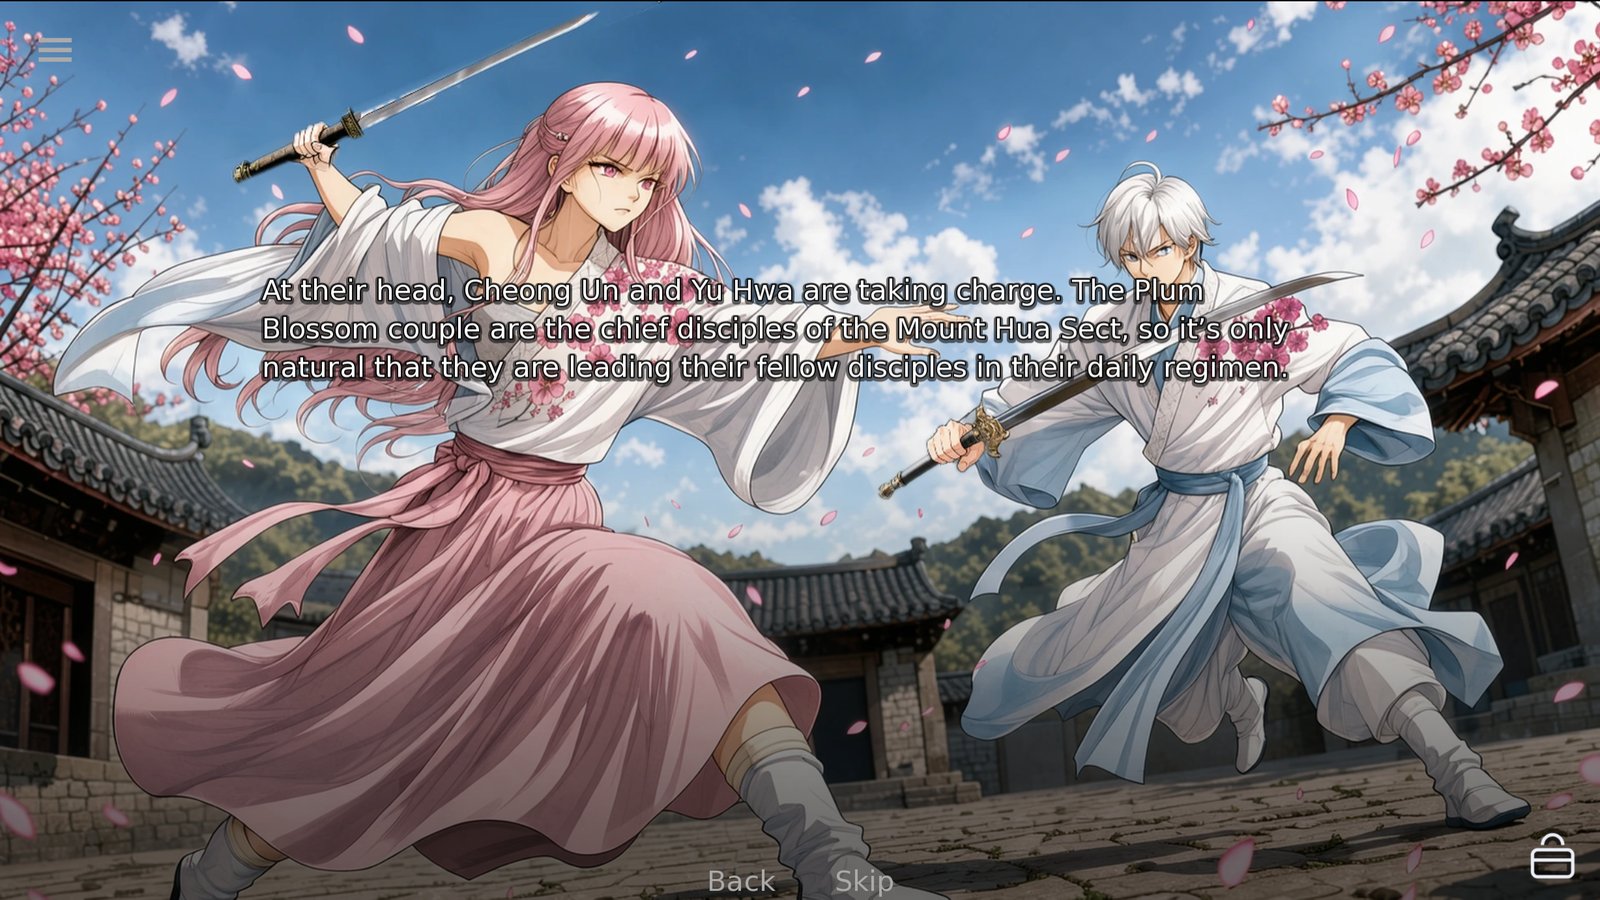 At their head, Cheong Un and Yu Hwa are taking charge. The Plum
Blossom couple are the chief disciples of the Mount Hua Sect, so it’s only
natural that they are leading their fellow disciples in their daily regimen.
Back Skip